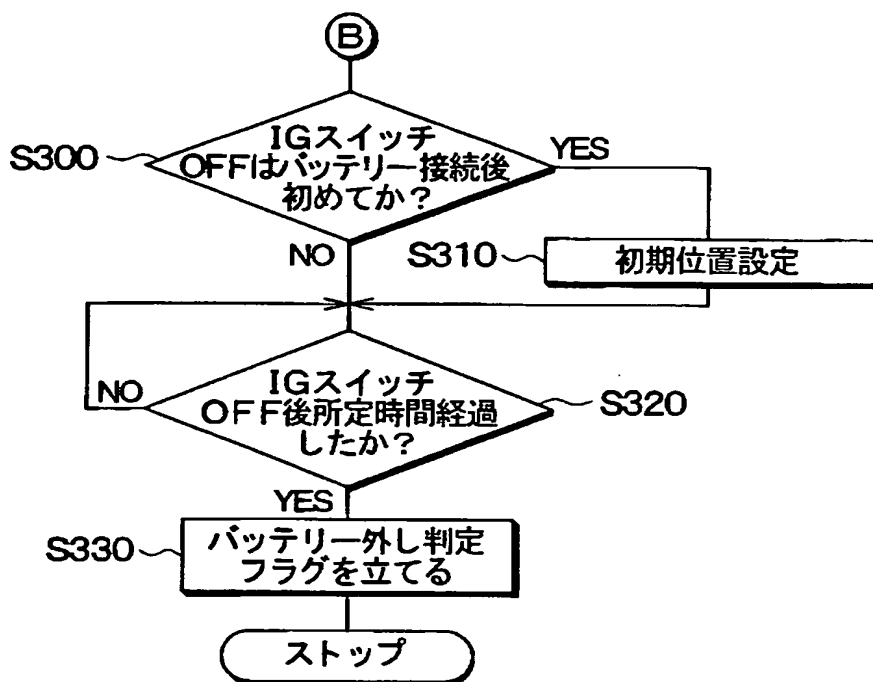 B
S300
IGスイッチ
OFFはバッテリー接続後
初めてか?
YES
NO
S310
初期位置設定
NO
IGスイッチ
OFF後所定時間経過
したか?
S320
YES
S330
バッテリー外し判定
フラグを立てる
ストップ